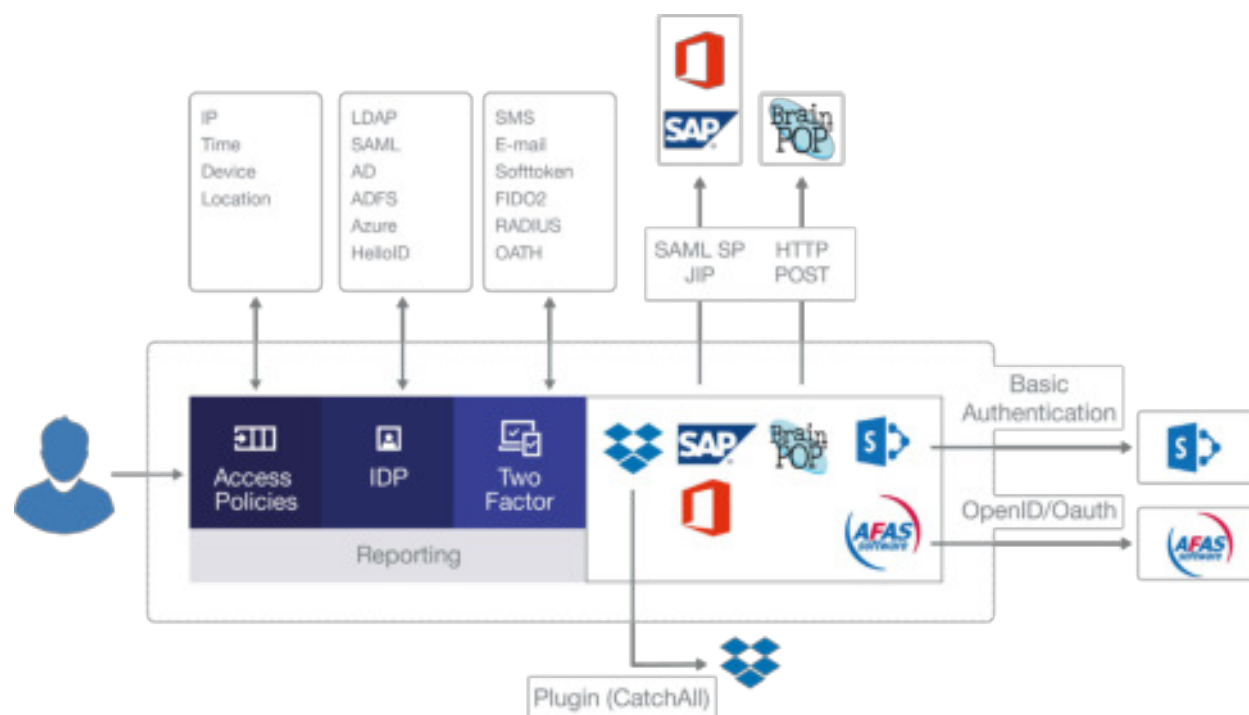 IP
Time
Device
Location
LDAP
SAML
AD
ADFS
Azure
HelloID
SMS
E-mail
Softtoken
FIDO2
RADIUS
OATH
SAP
Brain
POP
SAML SP
JIP
HTTP
POST
Access
Policies
IDP
Two
Factor
Reporting
SAP
Brain
POP
S
AFAS
software
Basic
Authentication
S
OpenID/Oauth
AFAS
software
Plugin (CatchAll)